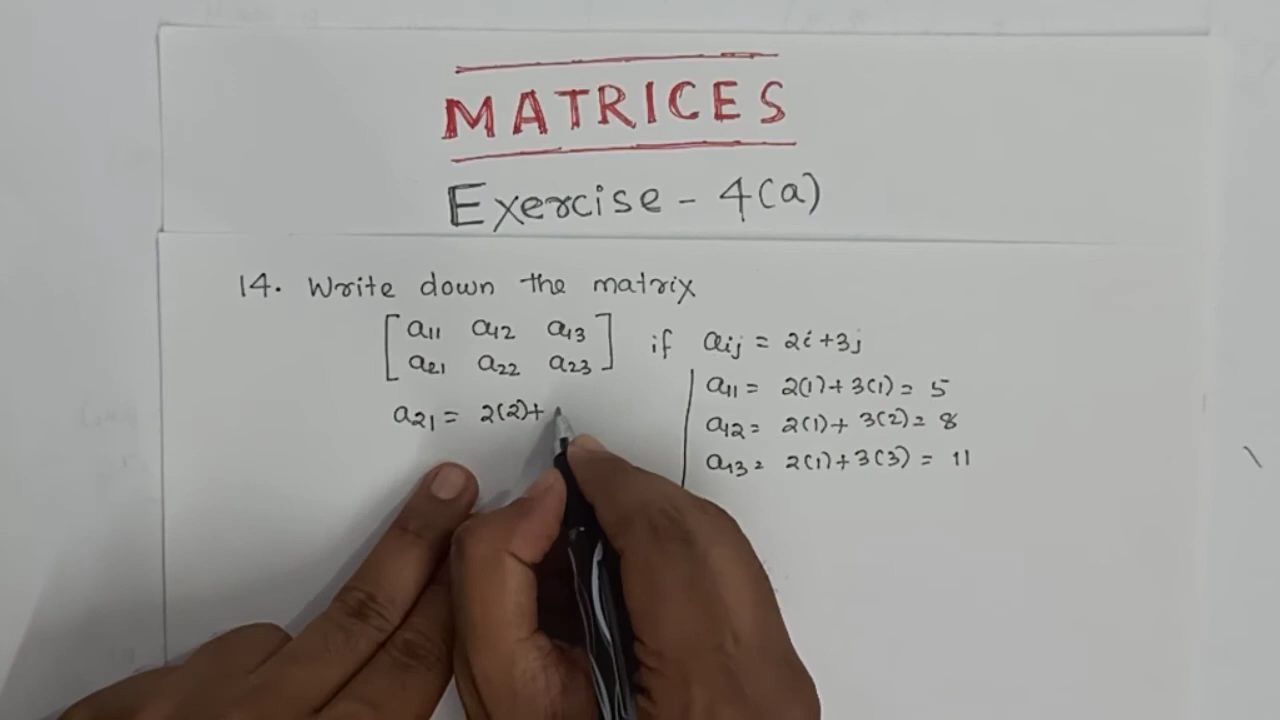 MATRICES
Exercise - 4(a)
14. Write down the matrix
[ a11 a12 a13
a21 a22 a23 ] if aij = 2i+3j
a21 = 2(2)+
a11 = 2(1)+3(1) = 5
a12 = 2(1)+3(2) = 8
a13 = 2(1)+3(3) = 11